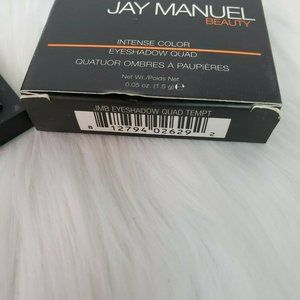 JAY MANUEL
BEAUTY
INTENSE COLOR
EYESHADOW QUAD
QUATUOR OMBRES À PAUPIÈRES
Net Wt./Poids Net
0.05 oz. (1.5 g) e
JMB EYESHADOW QUAD TEMPT
8 12794 02629 2